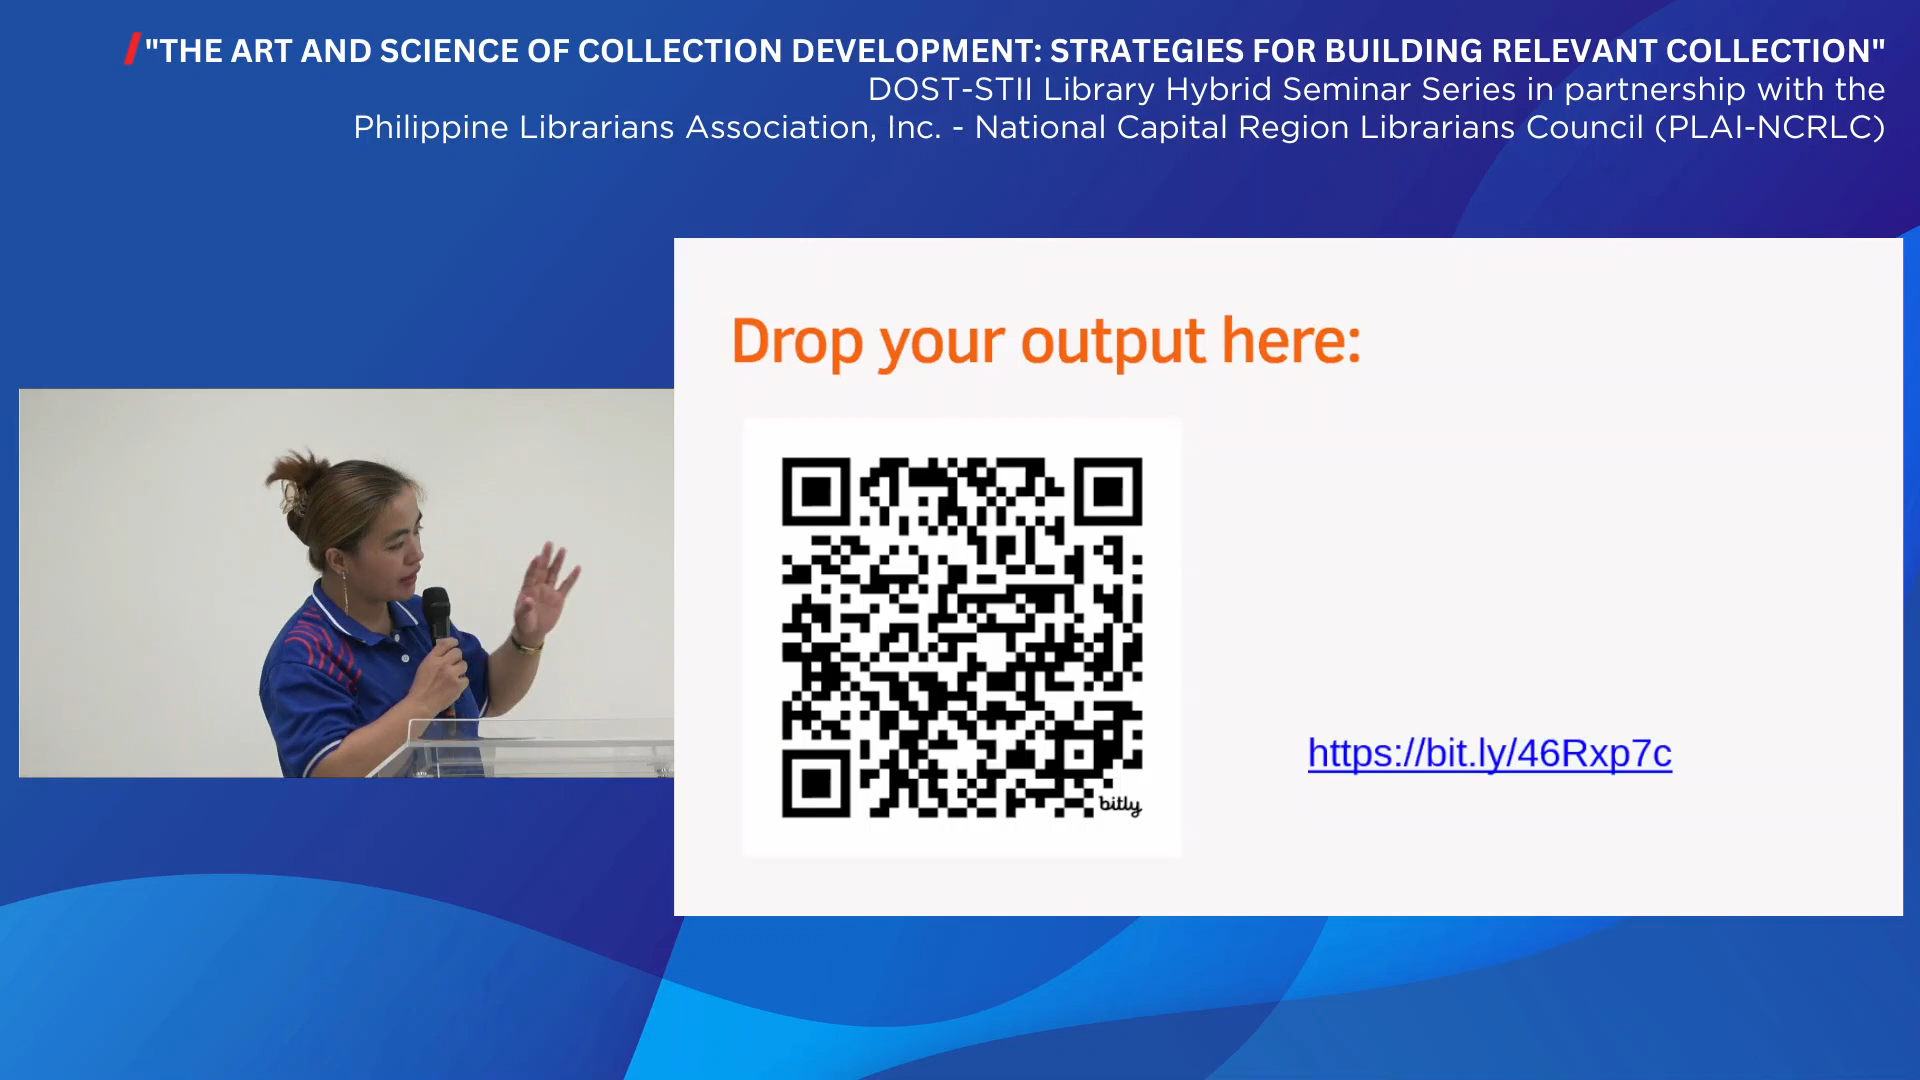 "THE ART AND SCIENCE OF COLLECTION DEVELOPMENT: STRATEGIES FOR BUILDING RELEVANT COLLECTION"
DOST-STII Library Hybrid Seminar Series in partnership with the
Philippine Librarians Association, Inc. - National Capital Region Librarians Council (PLAI-NCRLC)
Drop your output here:
https://bit.ly/46Rxp7c
bitly